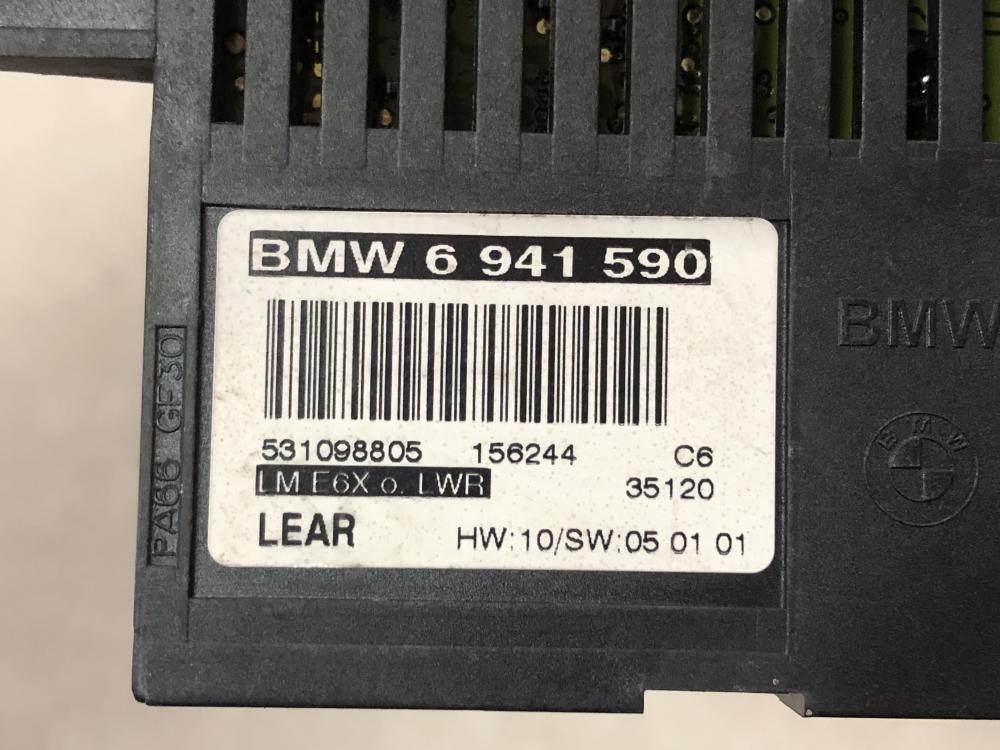 BMW 6 941 590
531098805 156244 C6
LM E6X o. LWR 35120
LEAR HW:10/SW:05 01 01
PA66 GF30
BMW
BMW